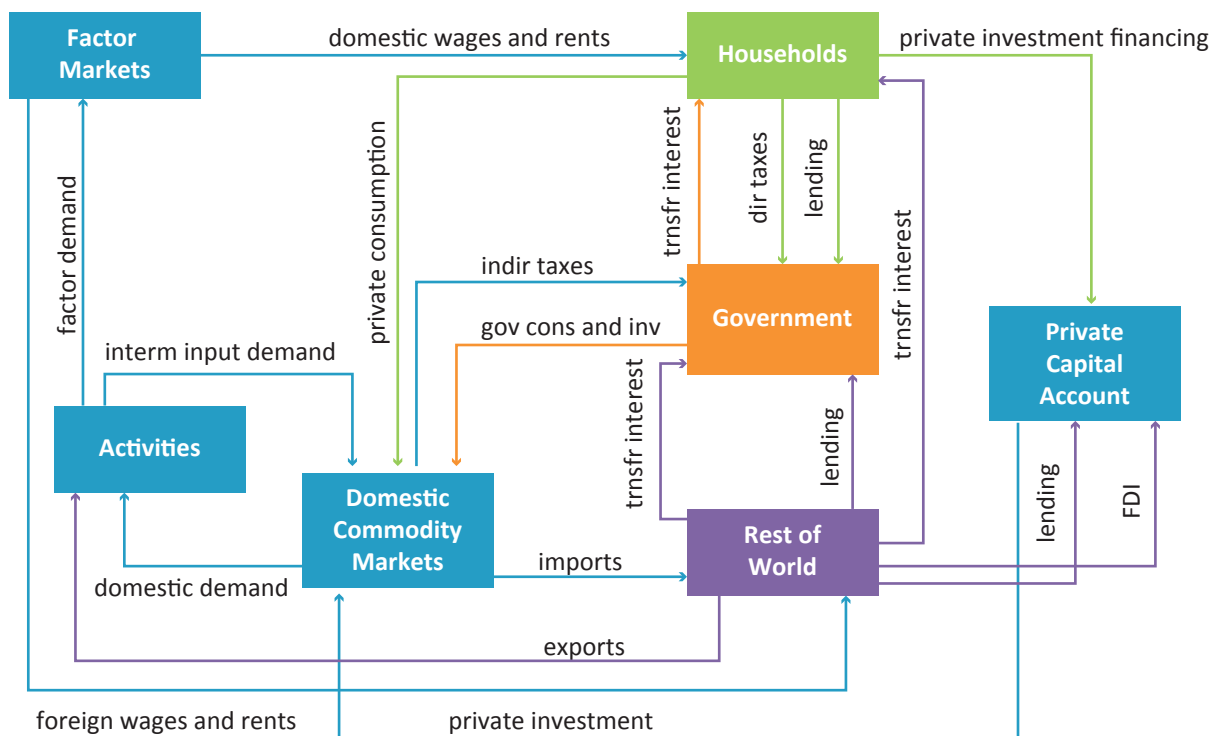 Factor
Markets
domestic wages and rents
Households
private investment financing
factor demand
private consumption
trnsfr interest
dir taxes
lending
trnsfr interest
indir taxes
Government
gov cons and inv
Private
Capital
Account
interm input demand
Activities
trnsfr interest
lending
lending
FDI
Domestic
Commodity
Markets
Rest of
World
imports
domestic demand
exports
foreign wages and rents
private investment